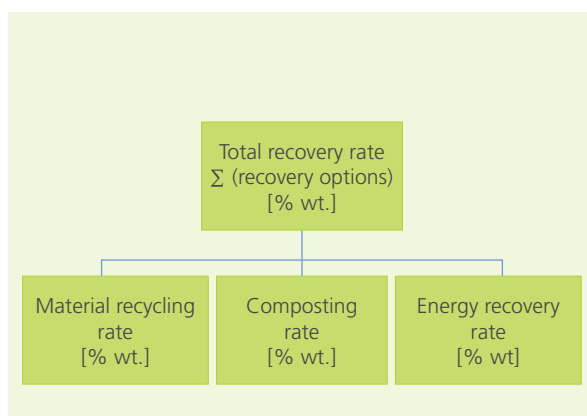 Total recovery rate
∑ (recovery options)
[% wt.]
Material recycling
rate
[% wt.]
Composting
rate
[% wt.]
Energy recovery
rate
[% wt]